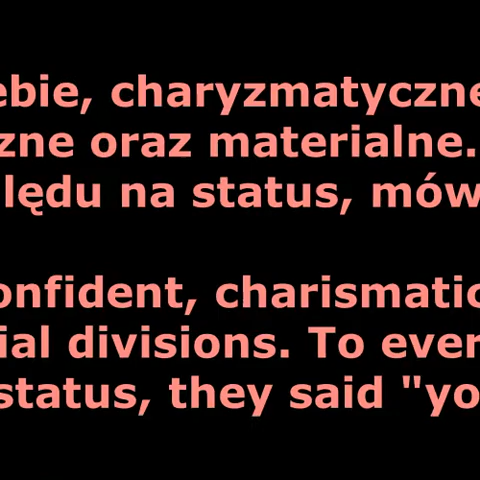 ebie, charyzmatyczne
zne oraz materialne.
lędu na status, mów
onfident, charismatic
ial divisions. To ever
status, they said "yo